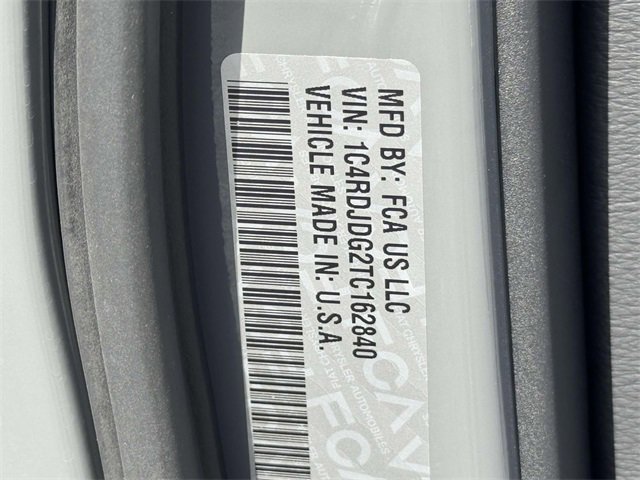 MFD BY: FCA US LLC
VIN: 1C4RDJDG2TC162840
VEHICLE MADE IN: U.S.A.